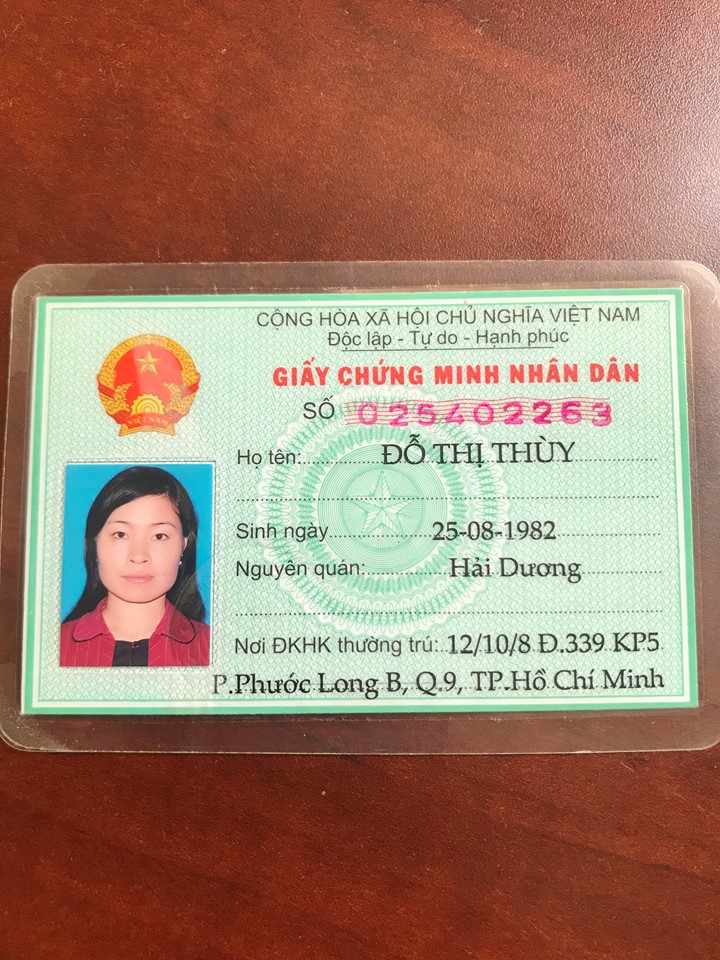 CỘNG HÒA XÃ HỘI CHỦ NGHĨA VIỆT NAM
Độc lập - Tự do - Hạnh phúc
GIẤY CHỨNG MINH NHÂN DÂN
SỐ 025402263
Họ tên: ĐỖ THỊ THÙY
Sinh ngày 25-08-1982
Nguyên quán: Hải Dương
Nơi ĐKHK thường trú: 12/10/8 Đ.339 KP5
P.Phước Long B, Q.9, TP.Hồ Chí Minh
VIỆT NAM